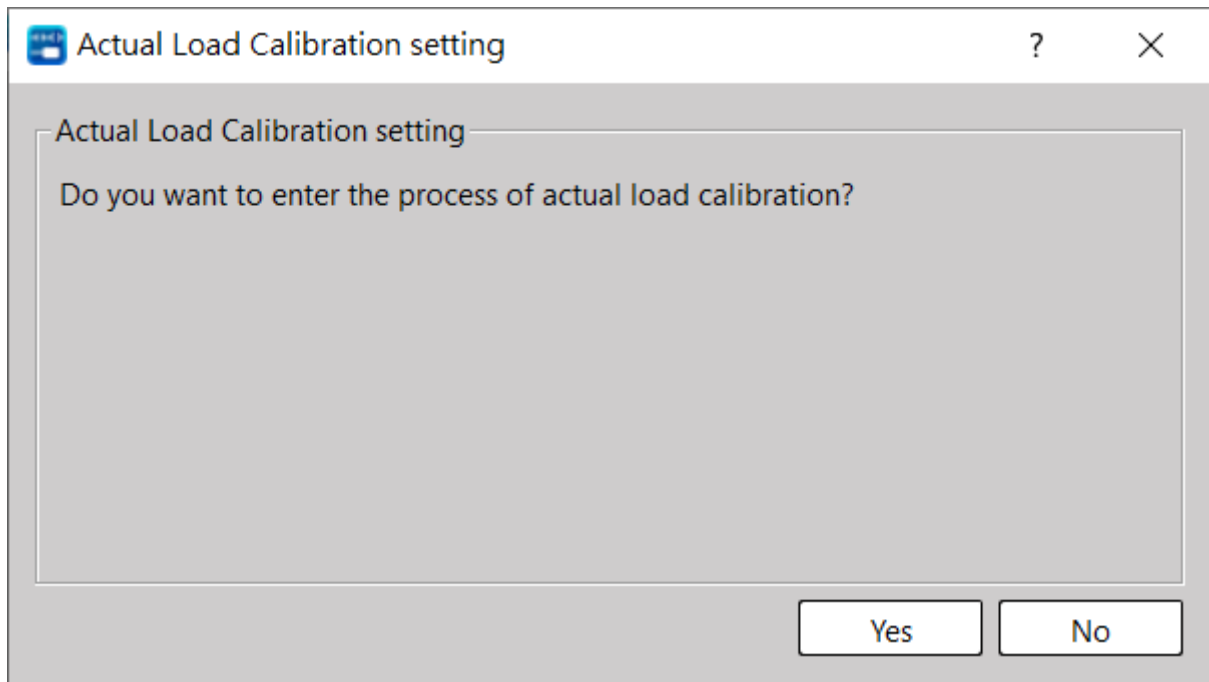 Actual Load Calibration setting
?
Actual Load Calibration setting
Do you want to enter the process of actual load calibration?
Yes
No